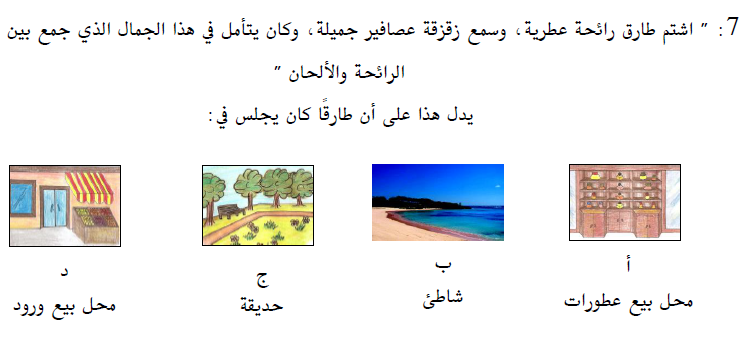 7: " اشتم طارق رائحة عطرية، وسمع زقزقة عصافير جميلة، وكان يتأمل في هذا الجمال الذي جمع بين
الرائحة والألحان "
يدل هذا على أن طارقًا كان يجلس في:
أ
محل بيع عطورات
ب
شاطئ
ج
حديقة
د
محل بيع ورود